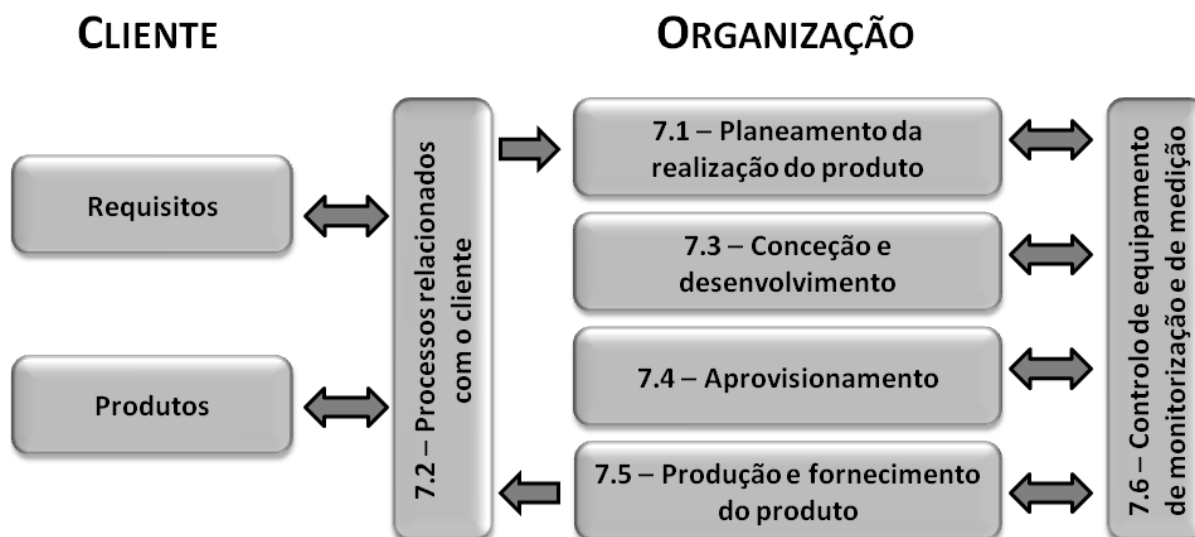 CLIENTE
ORGANIZAÇÃO
Requisitos
Produtos
7.2 – Processos relacionados
com o cliente
7.1 – Planeamento da
realização do produto
7.3 – Conceção e
desenvolvimento
7.4 – Aprovisionamento
7.5 – Produção e fornecimento
do produto
7.6 – Controlo de equipamento
de monitorização e de medição